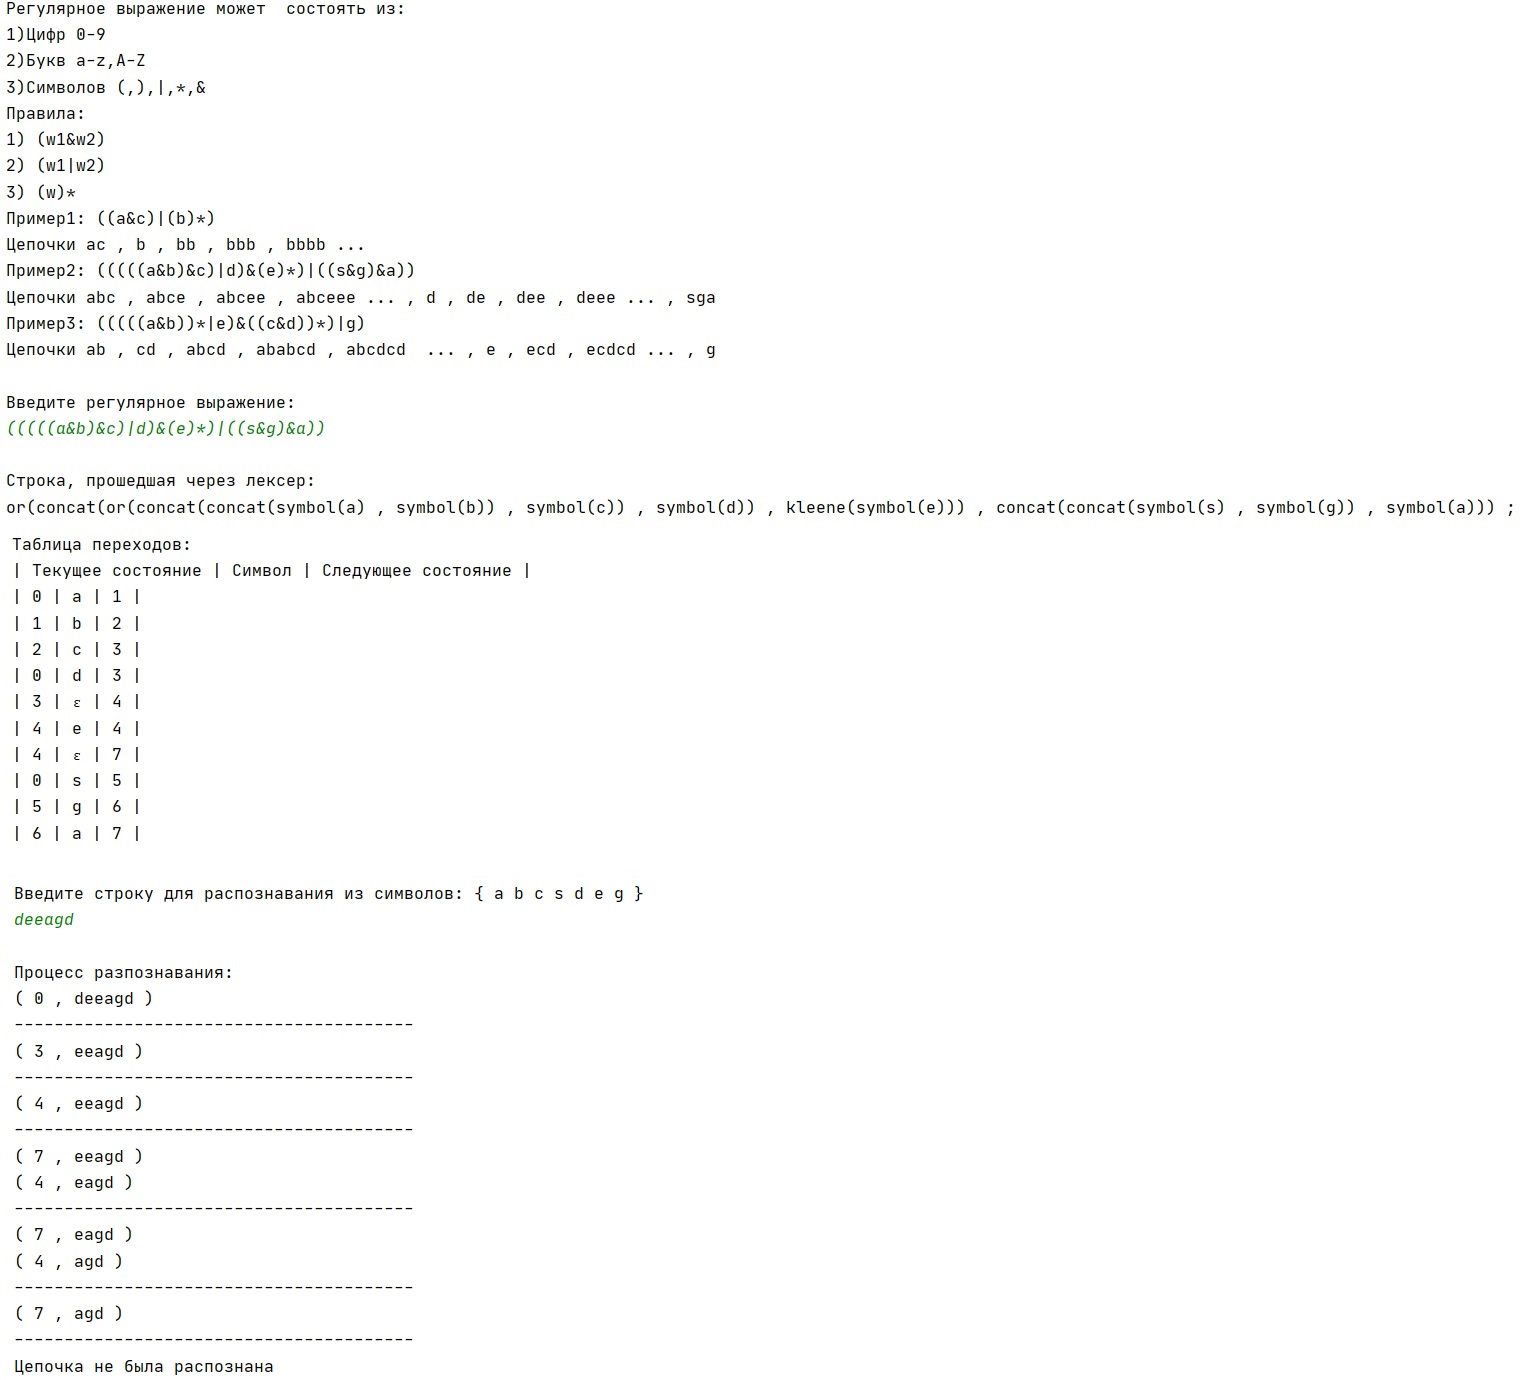 Регулярное выражение может  состоять из:
1)Цифр 0-9
2)Букв a-z,A-Z
3)Символов (,),|,*,&
Правила:
1) (w1&w2)
2) (w1|w2)
3) (w)*
Пример1: ((a&c)|(b)*)
Цепочки ac , b , bb , bbb , bbbb ...
Пример2: (((((a&b)&c)|d)&(e)*)|((s&g)&a))
Цепочки abc , abce , abcee , abceee ... , d , de , dee , deee ... , sga
Пример3: (((((a&b))*|e)&((c&d))*)|g)
Цепочки ab , cd , abcd , ababcd , abcdcd  ... , e , ecd , ecdcd ... , g
Введите регулярное выражение:
(((((a&b)&c)|d)&(e)*)|((s&g)&a))
Строка, прошедшая через лексер:
or(concat(or(concat(concat(symbol(a) , symbol(b)) , symbol(c)) , symbol(d)) , kleene(symbol(e))) , concat(concat(symbol(s) , symbol(g)) , symbol(a))) ;
Таблица переходов:
| Текущее состояние | Символ | Следующее состояние |
| 0 | a | 1 |
| 1 | b | 2 |
| 2 | c | 3 |
| 0 | d | 3 |
| 3 | ε | 4 |
| 4 | e | 4 |
| 4 | ε | 7 |
| 0 | s | 5 |
| 5 | g | 6 |
| 6 | a | 7 |
Введите строку для распознавания из символов: { a b c s d e g }
deeagd
Процесс разпознавания:
( 0 , deeagd )
----------------------------------------
( 3 , eeagd )
----------------------------------------
( 4 , eeagd )
----------------------------------------
( 7 , eeagd )
( 4 , eagd )
----------------------------------------
( 7 , eagd )
( 4 , agd )
----------------------------------------
( 7 , agd )
----------------------------------------
Цепочка не была распознана